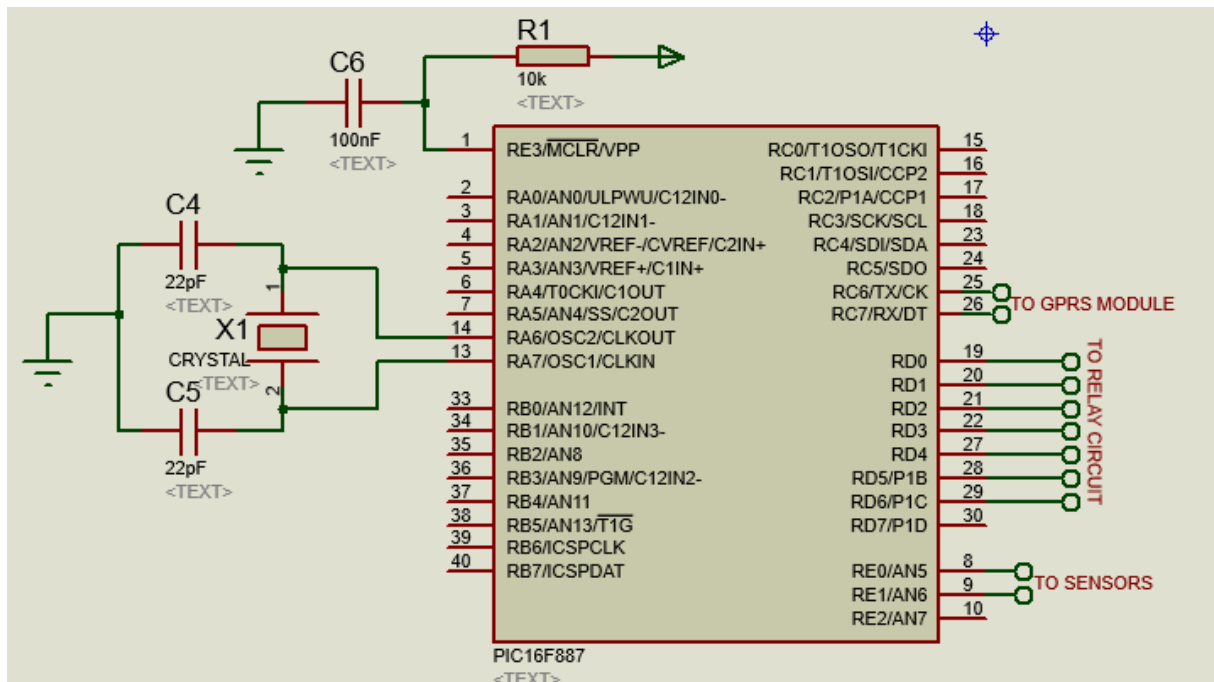 R1
10k
<TEXT>
C6
100nF
<TEXT>
C4
22pF
<TEXT>
X1
CRYSTAL
<TEXT>
1
2
C5
22pF
<TEXT>
1 RE3/MCLR/VPP
2 RA0/AN0/ULPWU/C12IN0-
3 RA1/AN1/C12IN1-
4 RA2/AN2/VREF-/CVREF/C2IN+
5 RA3/AN3/VREF+/C1IN+
6 RA4/T0CKI/C1OUT
7 RA5/AN4/SS/C2OUT
14 RA6/OSC2/CLKOUT
13 RA7/OSC1/CLKIN
33 RB0/AN12/INT
34 RB1/AN10/C12IN3-
35 RB2/AN8
36 RB3/AN9/PGM/C12IN2-
37 RB4/AN11
38 RB5/AN13/T1G
39 RB6/ICSPCLK
40 RB7/ICSPDAT
RC0/T1OSO/T1CKI 15
RC1/T1OSI/CCP2 16
RC2/P1A/CCP1 17
RC3/SCK/SCL 18
RC4/SDI/SDA 23
RC5/SDO 24
RC6/TX/CK 25
RC7/RX/DT 26
TO GPRS MODULE
RD0 19
RD1 20
RD2 21
RD3 22
RD4 27
RD5/P1B 28
RD6/P1C 29
RD7/P1D 30
TO RELAY CIRCUIT
RE0/AN5 8
RE1/AN6 9
RE2/AN7 10
TO SENSORS
PIC16F887
<TEXT>